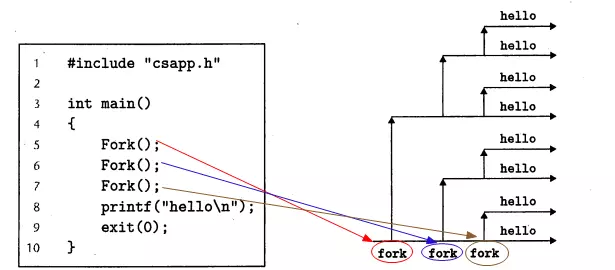 1 #include "csapp.h"
2
3 int main()
4 {
5 Fork();
6 Fork();
7 Fork();
8 printf("hello\n");
9 exit(0);
10 }
hello
hello
hello
hello
hello
hello
hello
hello
fork fork fork